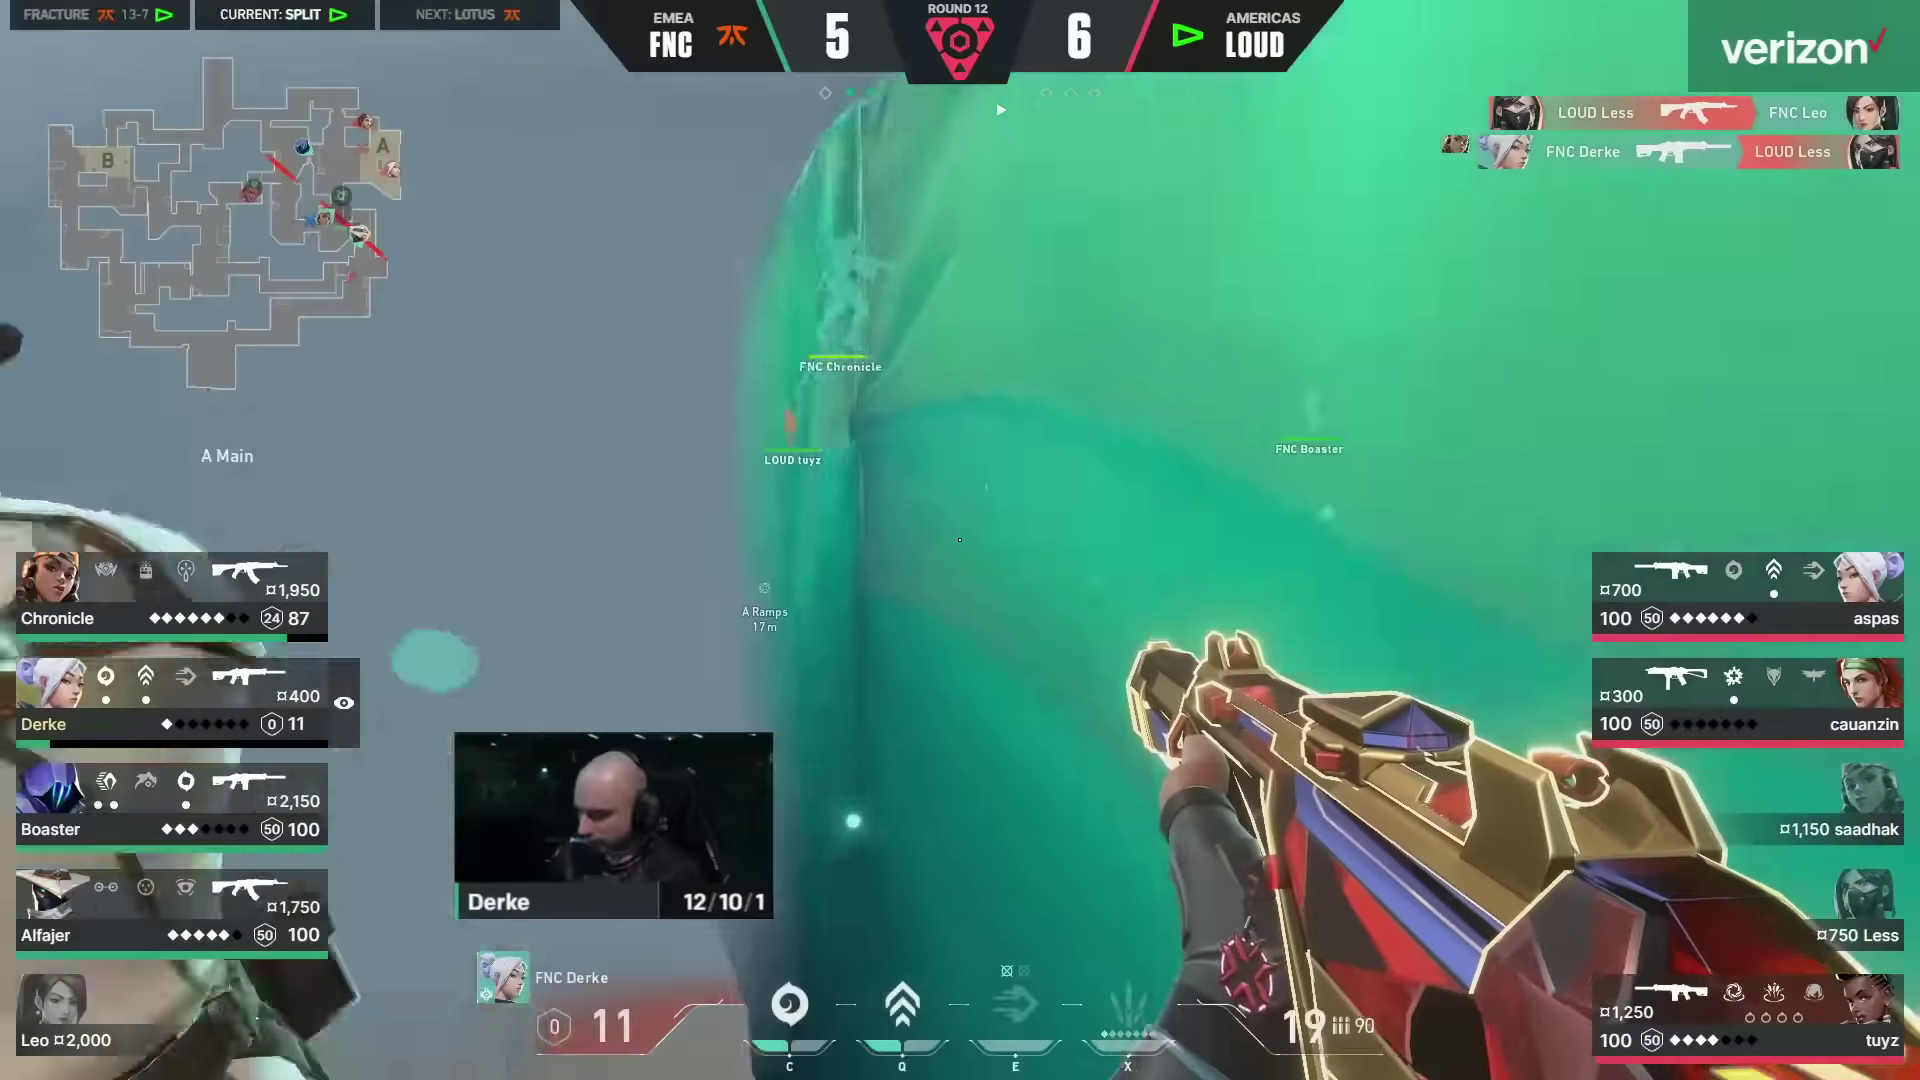 FRACTURE 13-7
CURRENT: SPLIT
NEXT: LOTUS
EMEA
FNC
5
ROUND 12
6
AMERICAS
LOUD
verizon
LOUD Less FNC Leo
FNC Derke LOUD Less
B
A
A Main
FNC Chronicle
LOUD tuyz
FNC Boaster
A Ramps
17m
1,950
Chronicle 24 87
400
Derke 0 11
2,150
Boaster 50 100
1,750
Alfajer 50 100
Leo ¤2,000
Derke 12/10/1
FNC Derke
0 11
C Q E X
19 90
¤700
100 50 aspas
¤300
100 50 cauanzin
¤1,150 saadhak
¤750 Less
¤1,250
100 50 tuyz